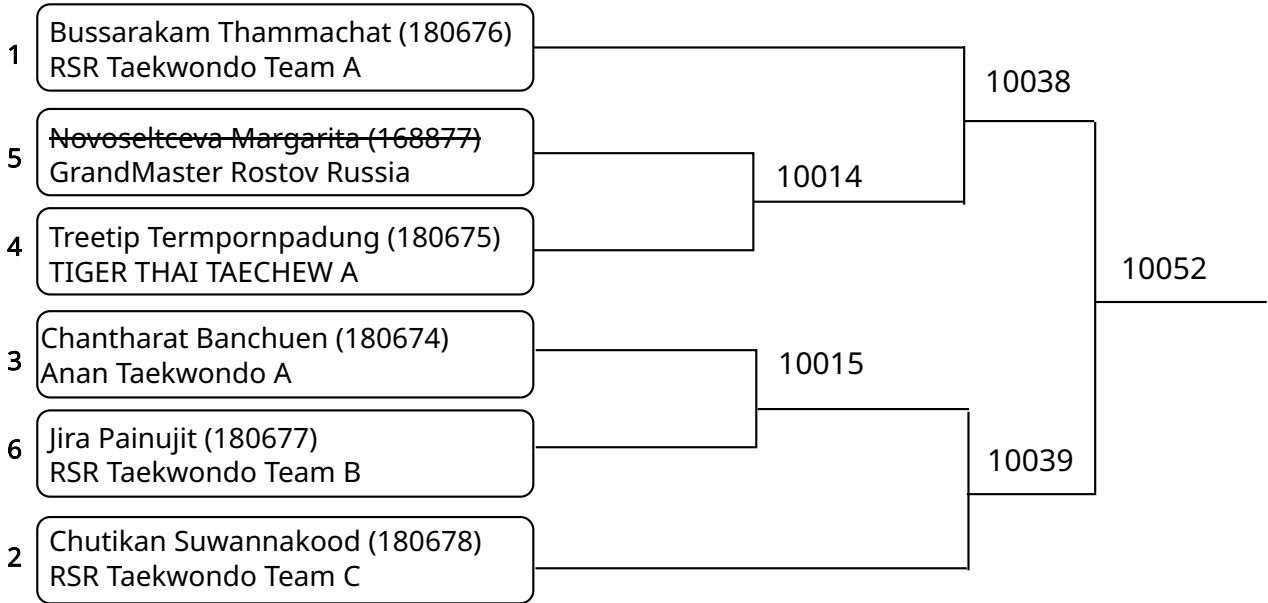 1
Bussarakam Thammachat (180676)
RSR Taekwondo Team A
10038
5
Novoseltceva Margarita (168877)
GrandMaster Rostov Russia
10014
4
Treetip Termpornpadung (180675)
TIGER THAI TAECHEW A
10052
3
Chantharat Banchuen (180674)
Anan Taekwondo A
10015
6
Jira Painujit (180677)
RSR Taekwondo Team B
10039
2
Chutikan Suwannakood (180678)
RSR Taekwondo Team C